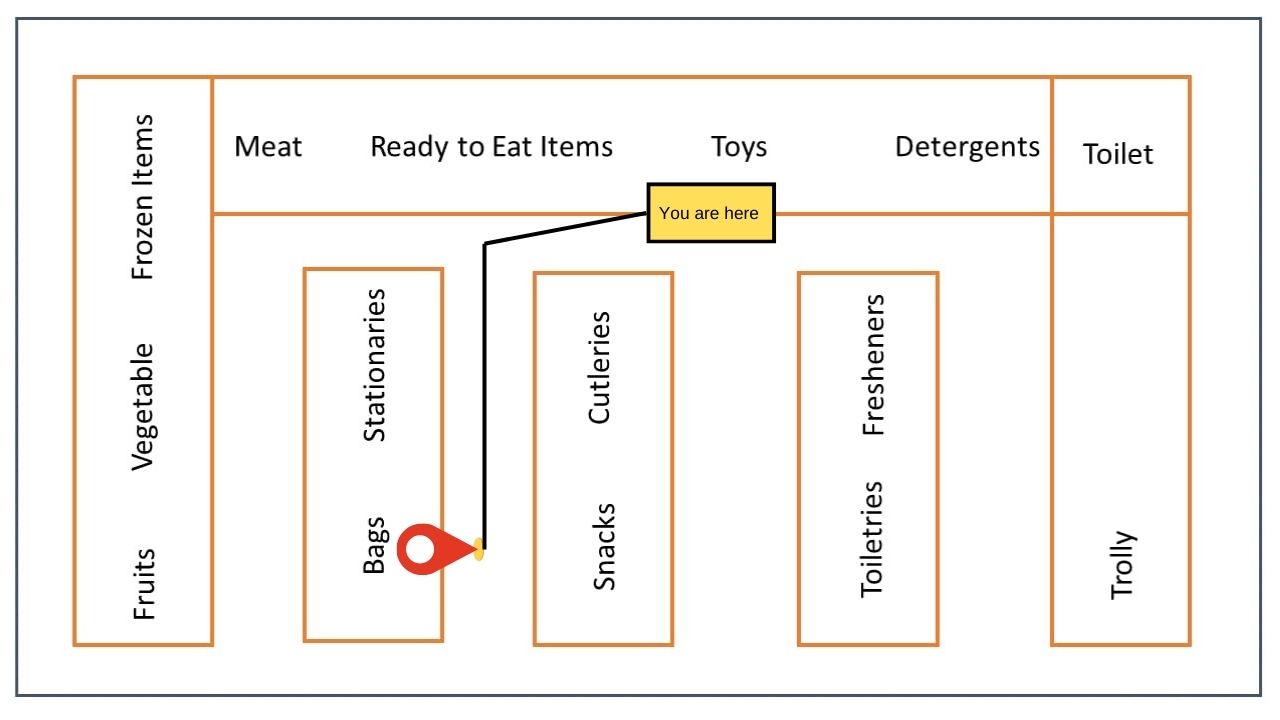 Meat
Ready to Eat Items
Toys
Detergents
Toilet
You are here
Frozen Items
Vegetable
Fruits
Stationaries
Bags
Cutleries
Snacks
Fresheners
Toiletries
Trolly